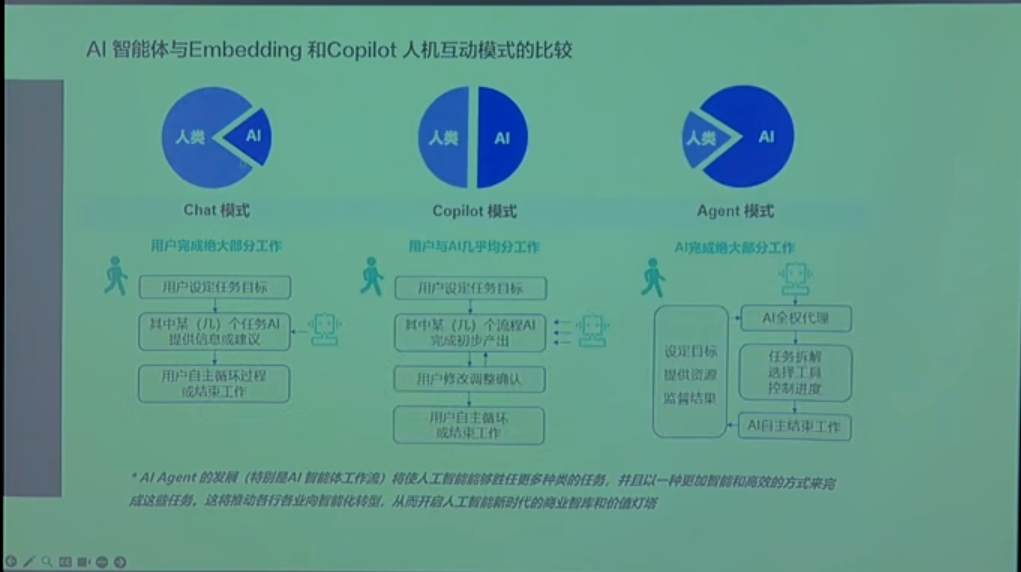 AI 智能体与Embedding 和Copilot 人机互动模式的比较
人类
AI
Chat 模式
用户完成绝大部分工作
用户设定任务目标
其中某（几）个任务AI
提供信息或建议
用户自主循环过程
或结束工作
人类
AI
Copilot 模式
用户与AI几乎均分工作
用户设定任务目标
其中某（几）个流程AI
完成初步产出
用户修改调整确认
用户自主循环
或结束工作
人类
AI
Agent 模式
AI完成绝大部分工作
设定目标
提供资源
监督结果
AI全权代理
任务拆解
选择工具
控制进度
AI自主结束工作
* AI Agent 的发展（特别是AI 智能体工作流）将使人工智能能够胜任更多种类的任务，并且以一种更加智能和高效的方式来完
成这些任务。这将推动各行各业向智能化转型，从而开启人工智能新时代的商业智库和价值灯塔